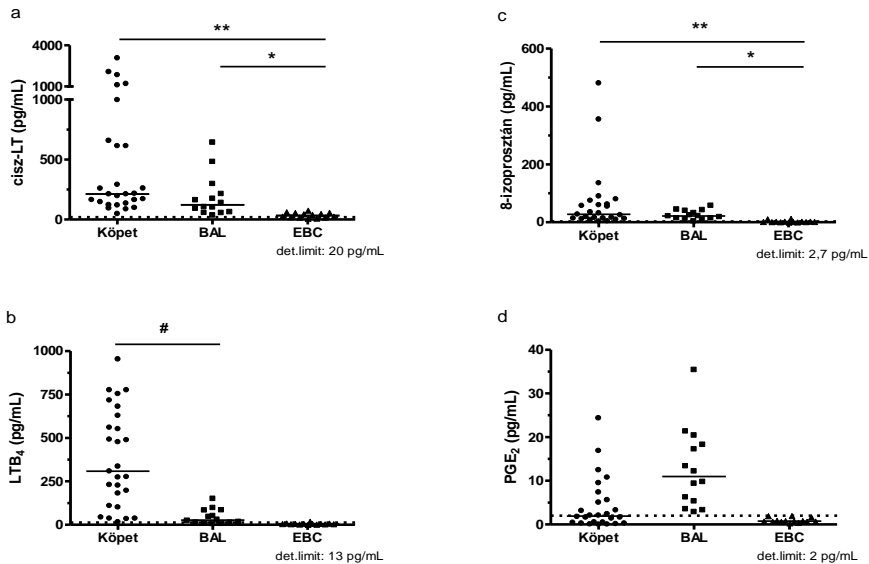 a
**
*
4000
3000
2000
1000
1000
500
250
0
cisz-LT (pg/mL)
Köpet BAL EBC
det.limit: 20 pg/mL
c
**
*
600
400
200
0
8-izoprosztán (pg/mL)
Köpet BAL EBC
det.limit: 2,7 pg/mL
b
#
1000
750
500
250
0
LTB4 (pg/mL)
Köpet BAL EBC
det.limit: 13 pg/mL
d
40
30
20
10
0
PGE2 (pg/mL)
Köpet BAL EBC
det.limit: 2 pg/mL